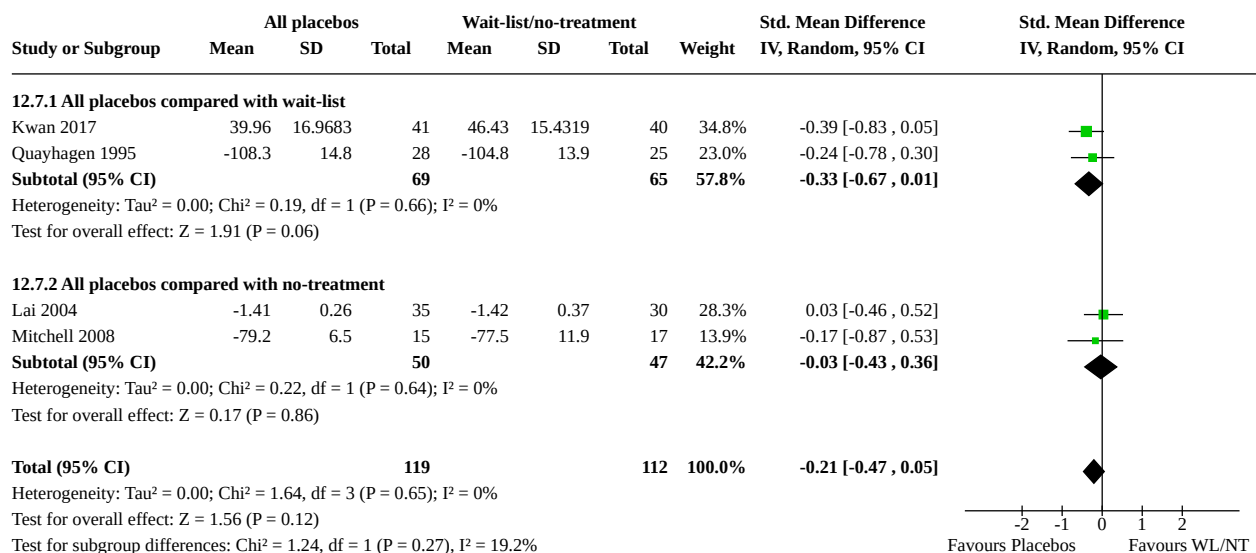 All placebos Wait-list/no-treatment Std. Mean Difference Std. Mean Difference
Study or Subgroup Mean SD Total Mean SD Total Weight IV, Random, 95% CI IV, Random, 95% CI
12.7.1 All placebos compared with wait-list
Kwan 2017 39.96 16.9683 41 46.43 15.4319 40 34.8% -0.39 [-0.83 , 0.05]
Quayhagen 1995 -108.3 14.8 28 -104.8 13.9 25 23.0% -0.24 [-0.78 , 0.30]
Subtotal (95% CI) 69 65 57.8% -0.33 [-0.67 , 0.01]
Heterogeneity: Tau² = 0.00; Chi² = 0.19, df = 1 (P = 0.66); I² = 0%
Test for overall effect: Z = 1.91 (P = 0.06)
12.7.2 All placebos compared with no-treatment
Lai 2004 -1.41 0.26 35 -1.42 0.37 30 28.3% 0.03 [-0.46 , 0.52]
Mitchell 2008 -79.2 6.5 15 -77.5 11.9 17 13.9% -0.17 [-0.87 , 0.53]
Subtotal (95% CI) 50 47 42.2% -0.03 [-0.43 , 0.36]
Heterogeneity: Tau² = 0.00; Chi² = 0.22, df = 1 (P = 0.64); I² = 0%
Test for overall effect: Z = 0.17 (P = 0.86)
Total (95% CI) 119 112 100.0% -0.21 [-0.47 , 0.05]
Heterogeneity: Tau² = 0.00; Chi² = 1.64, df = 3 (P = 0.65); I² = 0%
Test for overall effect: Z = 1.56 (P = 0.12)
-2 -1 0 1 2
Test for subgroup differences: Chi² = 1.24, df = 1 (P = 0.27), I² = 19.2% Favours Placebos Favours WL/NT